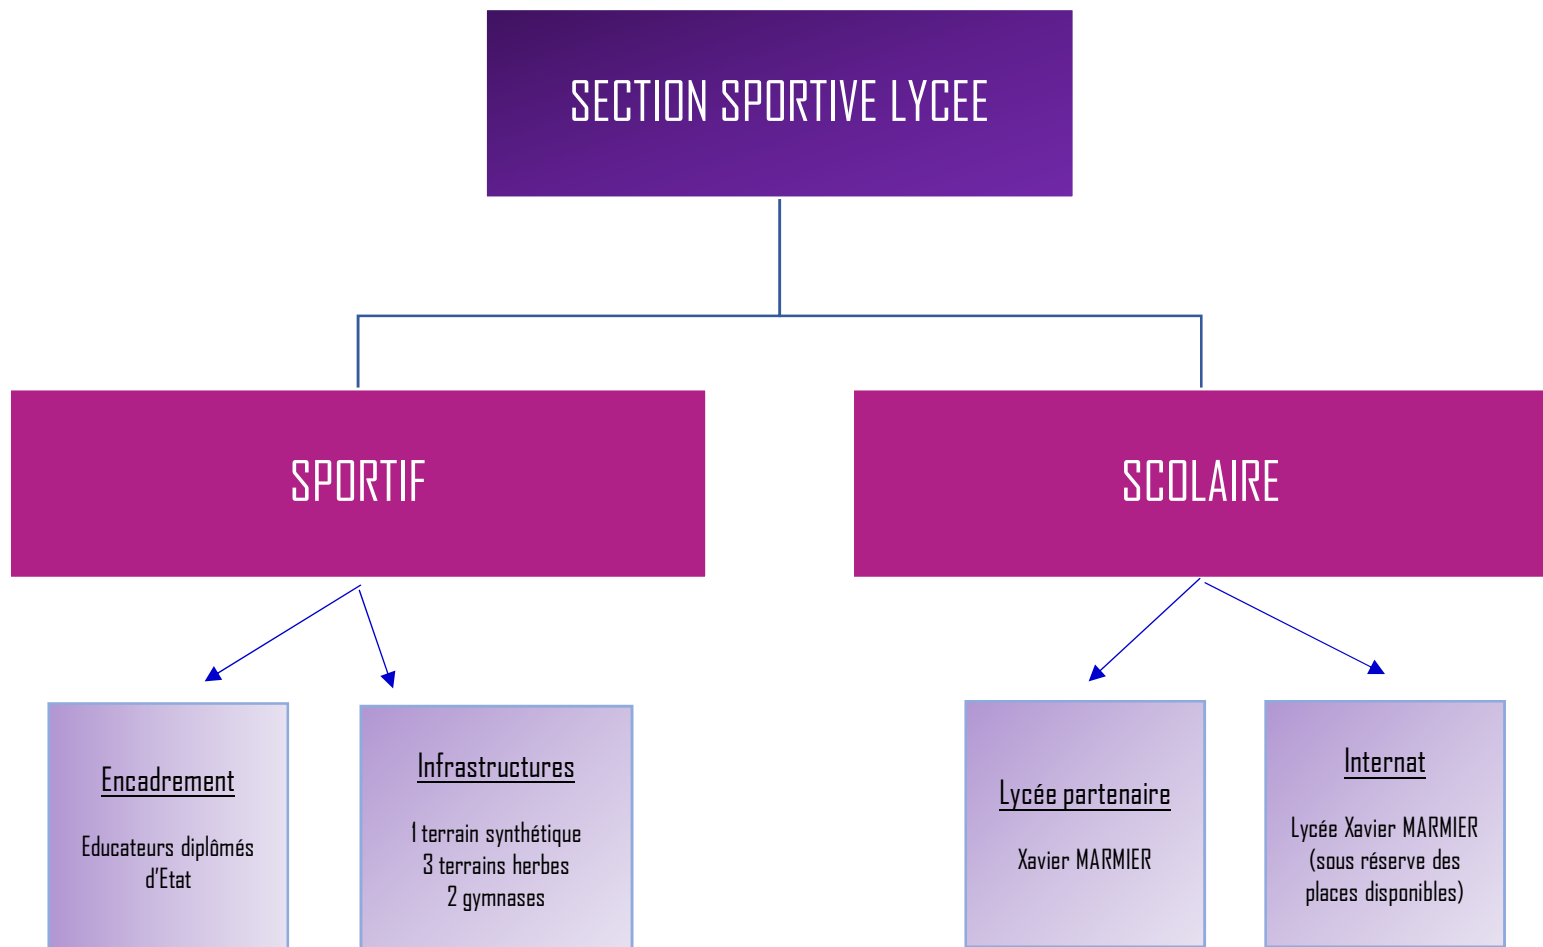 SECTION SPORTIVE LYCEE
SPORTIF
SCOLAIRE
Encadrement
Educateurs diplômés
d'Etat
Infrastructures
1 terrain synthétique
3 terrains herbes
2 gymnases
Lycée partenaire
Xavier MARMIER
Internat
Lycée Xavier MARMIER
(sous réserve des
places disponibles)